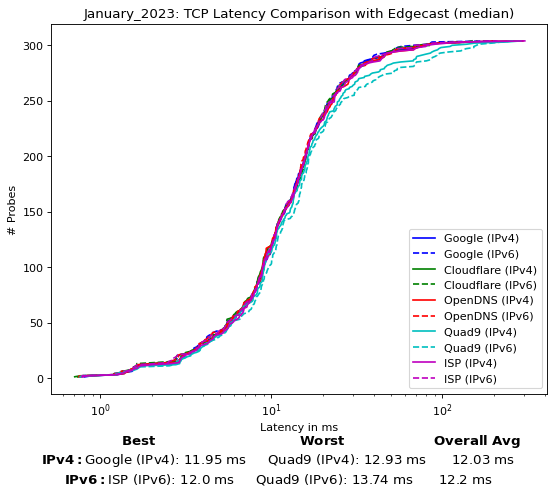 January_2023: TCP Latency Comparison with Edgecast (median)
300
250
200
150
100
50
0
# Probes
Google (IPv4)
Google (IPv6)
Cloudflare (IPv4)
Cloudflare (IPv6)
OpenDNS (IPv4)
OpenDNS (IPv6)
Quad9 (IPv4)
Quad9 (IPv6)
ISP (IPv4)
ISP (IPv6)
10⁰ 10¹ 10²
Latency in ms
Best Worst Overall Avg
IPv4: Google (IPv4): 11.95 ms Quad9 (IPv4): 12.93 ms 12.03 ms
IPv6: ISP (IPv6): 12.0 ms Quad9 (IPv6): 13.74 ms 12.2 ms